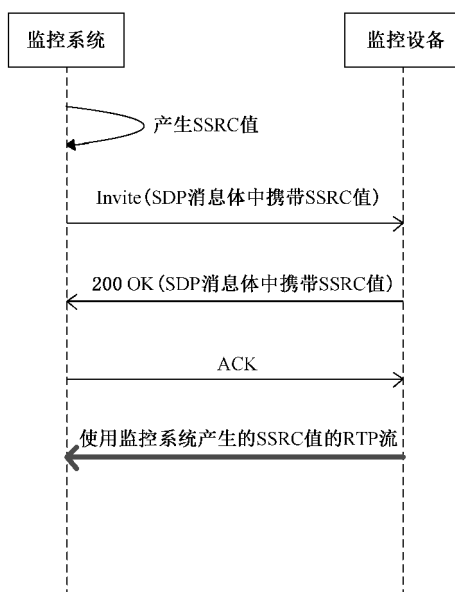 监控系统
监控设备
产生SSRC值
Invite(SDP消息体中携带SSRC值)
200 OK(SDP消息体中携带SSRC值)
ACK
使用监控系统产生的SSRC值的RTP流